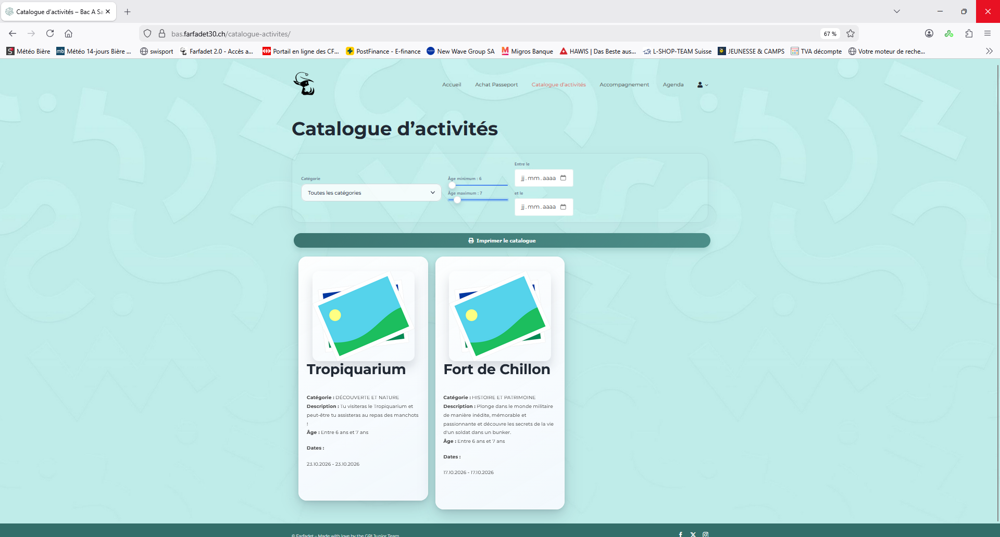 Catalogue d'activités – Bac A Sa
bas.farfadet30.ch/catalogue-activites/
67 %
Météo Bière
Météo 14-jours Bière ...
swisport
Farfadet 2.0 - Accès a...
Portail en ligne des CF...
PostFinance - E-finance
New Wave Group SA
Migros Banque
HAWIS | Das Beste aus...
L-SHOP-TEAM Suisse
JEUNESSE & CAMPS
TVA décompte
Votre moteur de reche...
Accueil
Achat Passeport
Catalogue d'activités
Accompagnement
Agenda
Catalogue d’activités
Catégorie
Toutes les catégories
Âge minimum : 6
Âge maximum : 7
Entre le
jj.mm.aaaa
et le
jj.mm.aaaa
Imprimer le catalogue
Tropiquarium
Catégorie : DÉCOUVERTE ET NATURE
Description : Tu visiteras le Tropiquarium et
peut-être tu assisteras au repas des manchots
!
Âge : Entre 6 ans et 7 ans
Dates :
23.10.2026 - 23.10.2026
Fort de Chillon
Catégorie : HISTOIRE ET PATRIMOINE
Description : Plonge dans le monde militaire
de manière inédite, mémorable et
passionnante et découvre les secrets de la vie
d'un soldat dans un bunker.
Âge : Entre 6 ans et 7 ans
Dates :
17.10.2026 - 17.10.2026
© Farfadet – Made with love by the GRI Junior Team